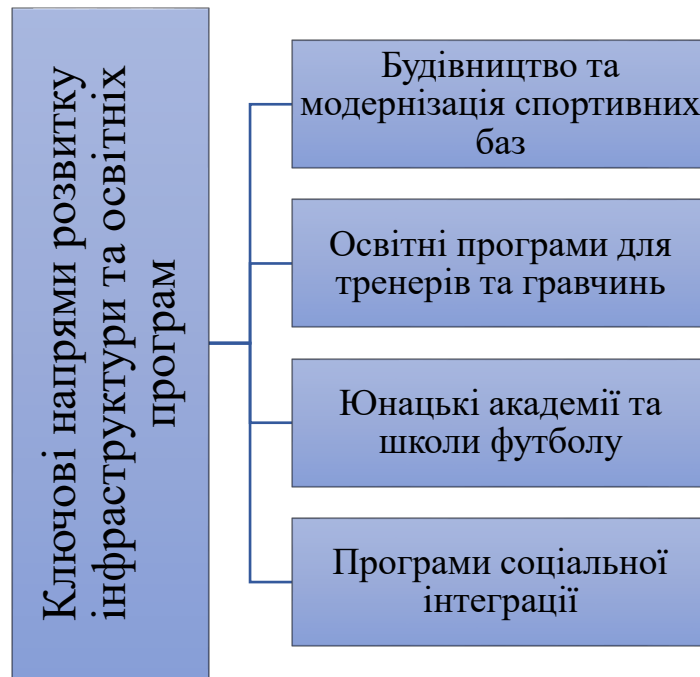 Ключові напрями розвитку
інфраструктури та освітніх
програм
Будівництво та
модернізація спортивних
баз
Освітні програми для
тренерів та гравчинь
Юнацькі академії та
школи футболу
Програми соціальної
інтеграції